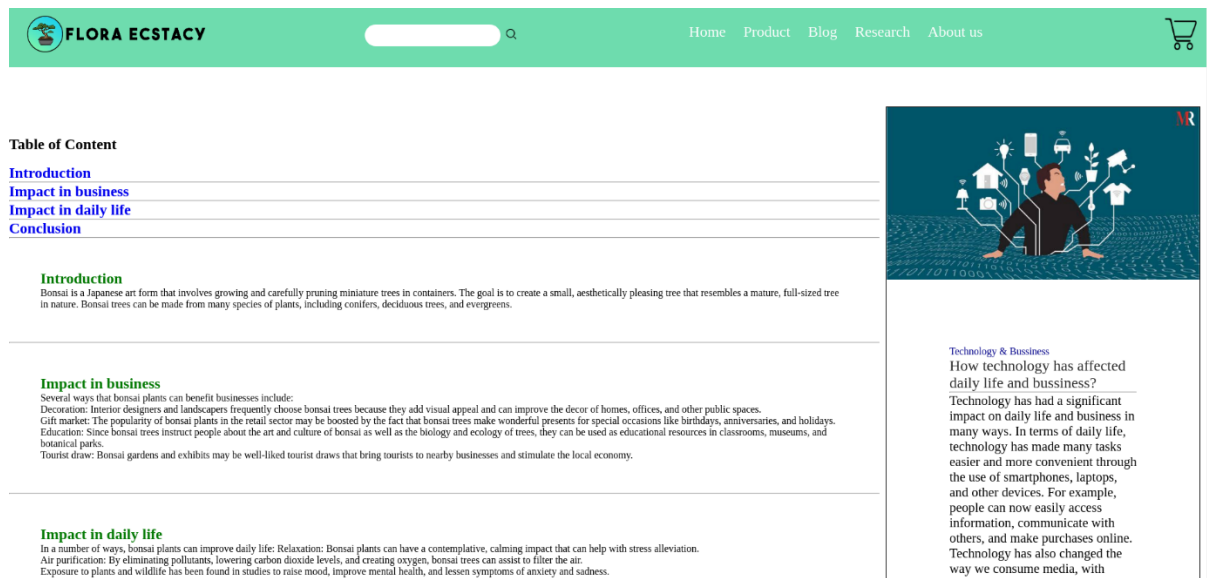 FLORA ECSTACY
Home Product Blog Research About us
Table of Content
Introduction
Impact in business
Impact in daily life
Conclusion
Introduction
Bonsai is a Japanese art form that involves growing and carefully pruning miniature trees in containers. The goal is to create a small, aesthetically pleasing tree that resembles a mature, full-sized tree
in nature. Bonsai trees can be made from many species of plants, including conifers, deciduous trees, and evergreens.
Impact in business
Several ways that bonsai plants can benefit businesses include:
Decoration: Interior designers and landscapers frequently choose bonsai trees because they add visual appeal and can improve the decor of homes, offices, and other public spaces.
Gift market: The popularity of bonsai plants in the retail sector may be boosted by the fact that bonsai trees make wonderful presents for special occasions like birthdays, anniversaries, and holidays.
Education: Since bonsai trees instruct people about the art and culture of bonsai as well as the biology and ecology of trees, they can be used as educational resources in classrooms, museums, and
botanical parks.
Tourist draw: Bonsai gardens and exhibits may be well-liked tourist draws that bring tourists to nearby businesses and stimulate the local economy.
Impact in daily life
In a number of ways, bonsai plants can improve daily life: Relaxation: Bonsai plants can have a contemplative, calming impact that can help with stress alleviation.
Air purification: By eliminating pollutants, lowering carbon dioxide levels, and creating oxygen, bonsai trees can assist to filter the air.
Exposure to plants and wildlife has been found in studies to raise mood, improve mental health, and lessen symptoms of anxiety and sadness.
MR
Technology & Bussiness
How technology has affected
daily life and bussiness?
Technology has had a significant
impact on daily life and business in
many ways. In terms of daily life,
technology has made many tasks
easier and more convenient through
the use of smartphones, laptops,
and other devices. For example,
people can now easily access
information, communicate with
others, and make purchases online.
Technology has also changed the
way we consume media, with